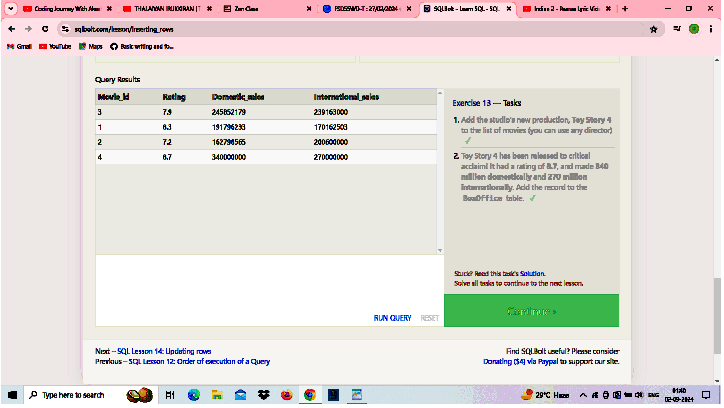 Coding Journey With Alwa
THALAIVAN IRUKKIRAN | T
Zen Class
FSD55WD-T : 27/02/2024
SQLBolt - Learn SQL - SQL
Indian 2 - Paaraa Lyric Vide
sqlbolt.com/lesson/inserting_rows
Gmail YouTube Maps Basic writing and fo...
Query Results
Movie_id Rating Domestic_sales International_sales
3 7.9 245852179 239163000
1 8.3 191796233 170162503
2 7.2 162798565 200600000
4 8.7 340000000 270000000
RUN QUERY RESET
Exercise 13 — Tasks
1. Add the studio's new production, Toy Story 4
to the list of movies (you can use any director)
✓
2. Toy Story 4 has been released to critical
acclaim! It had a rating of 8.7, and made 340
million domestically and 270 million
internationally. Add the record to the
BoxOffice table. ✓
Stuck? Read this task's Solution.
Solve all tasks to continue to the next lesson.
Continue ›
Next – SQL Lesson 14: Updating rows
Previous – SQL Lesson 12: Order of execution of a Query
Find SQLBolt useful? Please consider
Donating ($4) via Paypal to support our site.
Type here to search
29°C Haze
ENG
01:40
02-09-2024